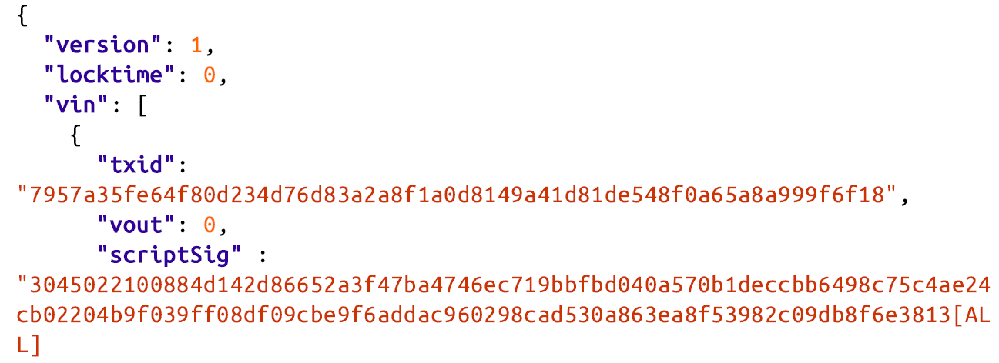 {
"version": 1,
"locktime": 0,
"vin": [
{
"txid":
"7957a35fe64f80d234d76d83a2a8f1a0d8149a41d81de548f0a65a8a999f6f18",
"vout": 0,
"scriptSig" :
"3045022100884d142d86652a3f47ba4746ec719bbfbd040a570b1deccbb6498c75c4ae24
cb02204b9f039ff08df09cbe9f6addac960298cad530a863ea8f53982c09db8f6e3813[AL
L]